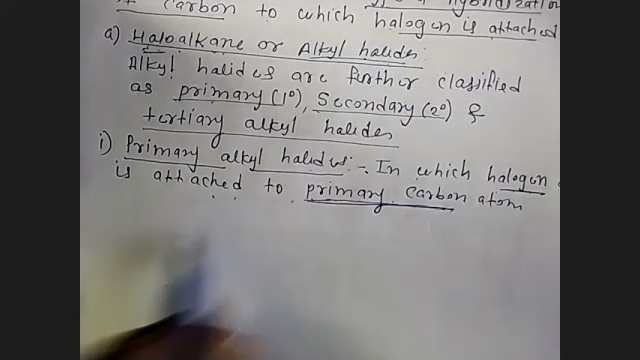 of carbon to which halogen is attached
a) Haloalkane or Alkyl halides:
Alkyl halides are further classified
as primary (1°), Secondary (2°) &
tertiary alkyl halides
i) Primary alkyl halides :- In which halogen
is attached to primary carbon atom